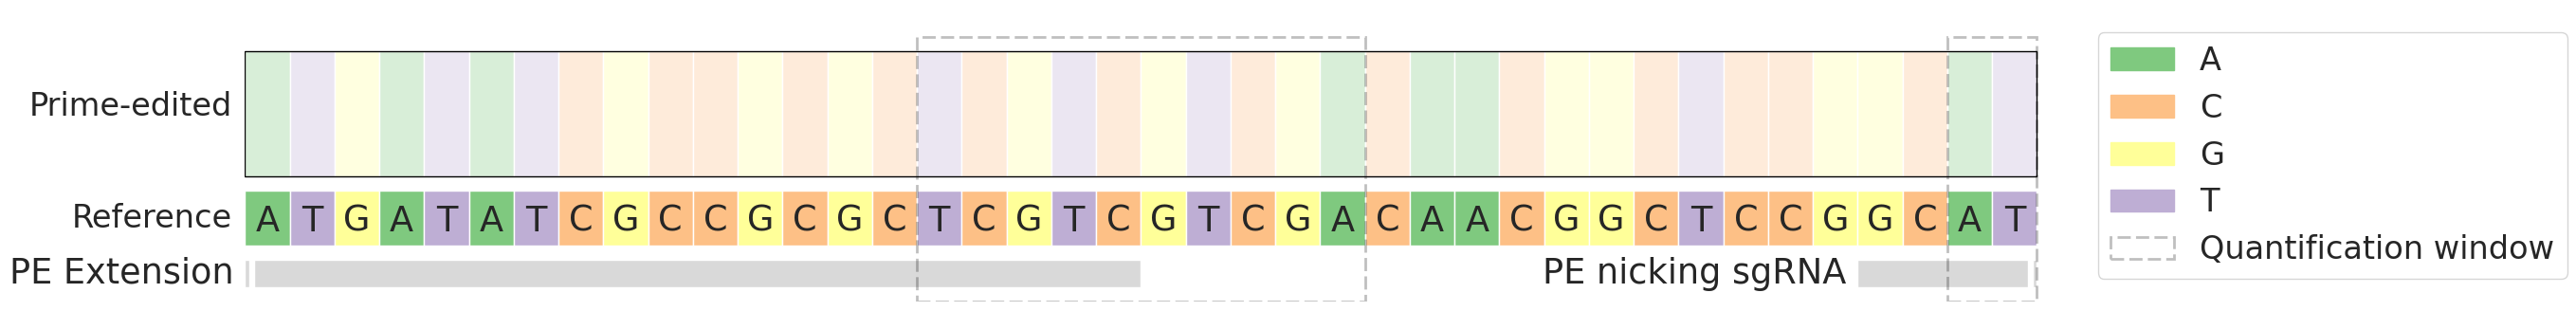 Prime-edited
Reference A T G A T A T C G C C G C G C T C G T C G T C G A C A A C G G C T C C G G C A T
PE Extension PE nicking sgRNA
A
C
G
T
Quantification window